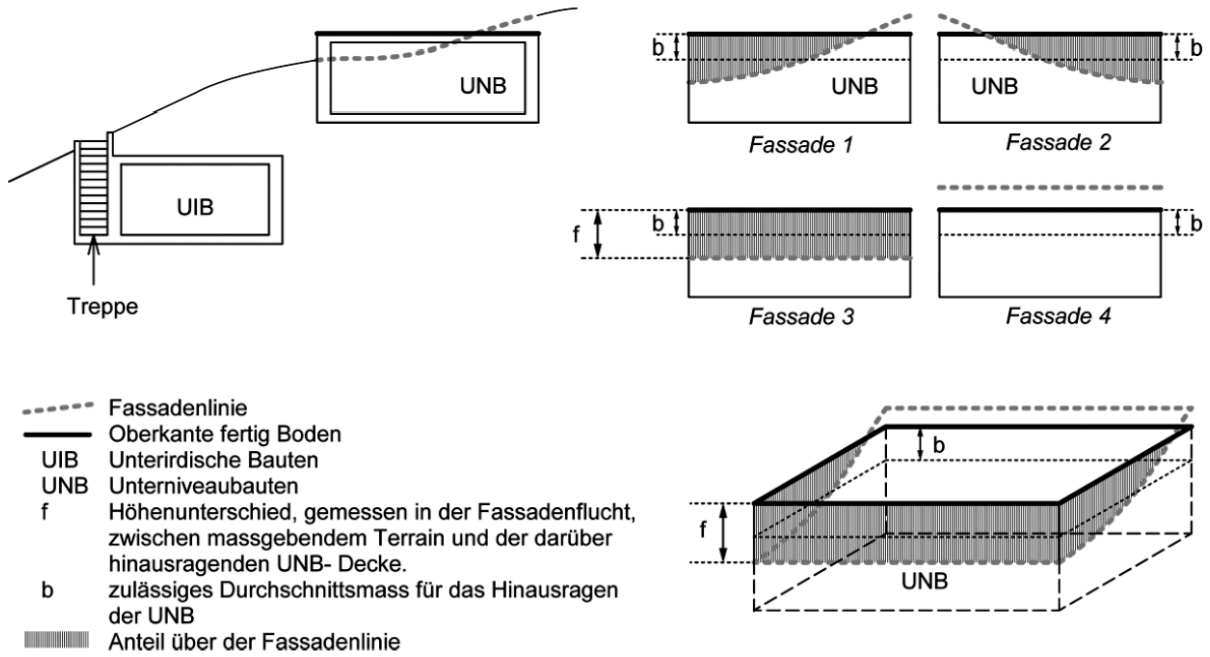 UNB
UIB
Treppe
b
UNB
Fassade 1
b
UNB
Fassade 2
f
b
Fassade 3
b
Fassade 4
Fassadenlinie
Oberkante fertig Boden
UIB Unterirdische Bauten
UNB Unterniveaubauten
f Höhenunterschied, gemessen in der Fassadenflucht,
zwischen massgebendem Terrain und der darüber
hinausragenden UNB- Decke.
b zulässiges Durchschnittsmass für das Hinausragen
der UNB
Anteil über der Fassadenlinie
b
f
UNB